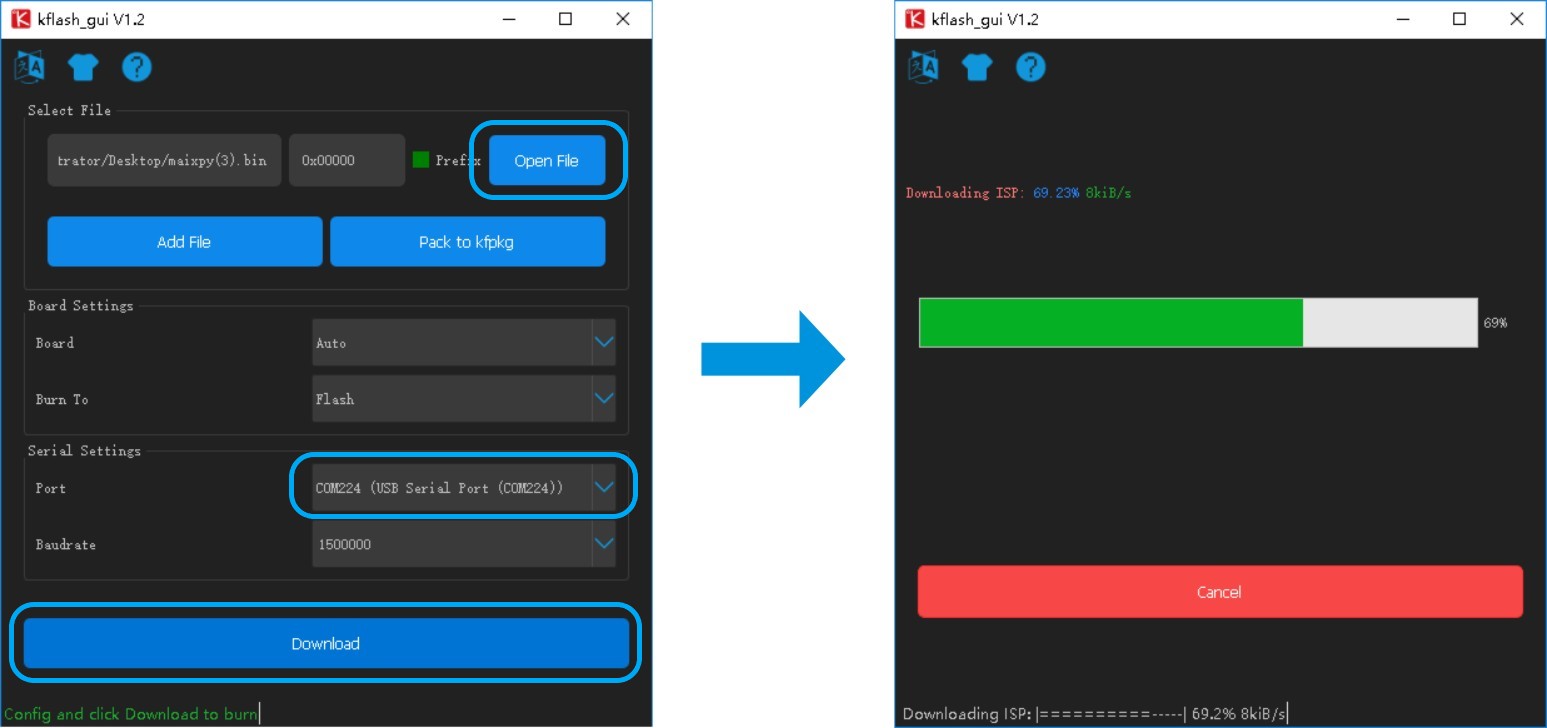 kflash_gui V1.2
Select File
trator/Desktop/maixpy(3).bin 0x00000 Prefix Open File
Add File Pack to kfpkg
Board Settings
Board Auto
Burn To Flash
Serial Settings
Port COM224 (USB Serial Port (COM224))
Baudrate 1500000
Download
Config and click Download to burn
kflash_gui V1.2
Downloading ISP: 69.23% 8kiB/s
69%
Cancel
Downloading ISP: |==========-----| 69.2% 8kiB/s